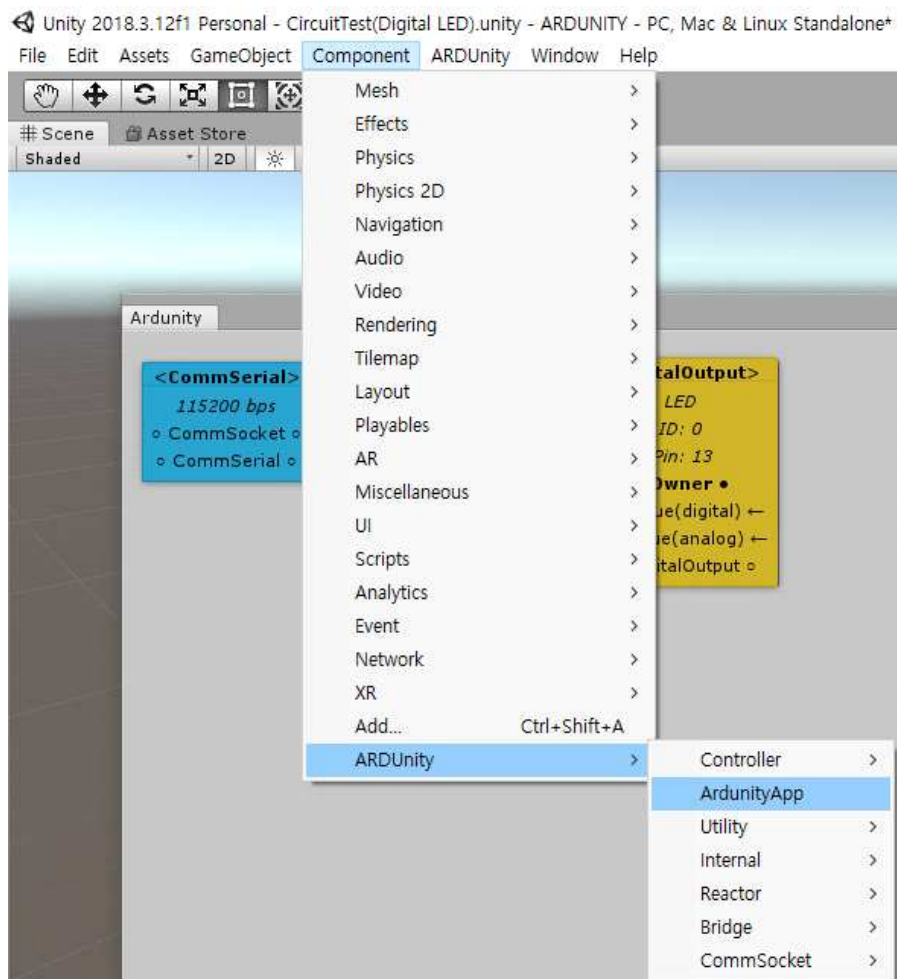 Unity 2018.3.12f1 Personal - CircuitTest(Digital LED).unity - ARDUNITY - PC, Mac & Linux Standalone*
File Edit Assets GameObject Component ARDUnity Window Help
# Scene Asset Store
Shaded 2D
Mesh >
Effects >
Physics >
Physics 2D >
Navigation >
Audio >
Video >
Rendering >
Tilemap >
Layout >
Playables >
AR >
Miscellaneous >
UI >
Scripts >
Analytics >
Event >
Network >
XR >
Add... Ctrl+Shift+A
ARDUnity >
Controller >
ArdunityApp
Utility >
Internal >
Reactor >
Bridge >
CommSocket >
Ardunity
<CommSerial>
115200 bps
CommSocket
CommSerial
talOutput>
LED
ID: 0
Pin: 13
Owner
ue(digital) ←
ue(analog) ←
italOutput